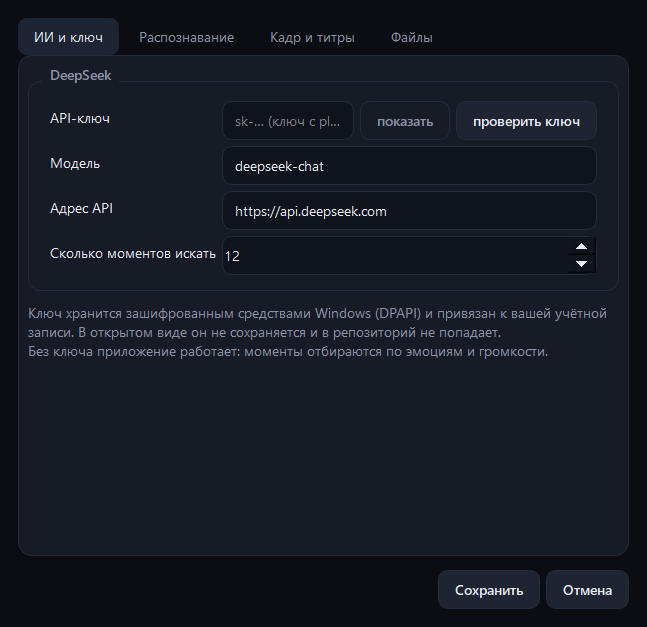 ИИ и ключ Распознавание Кадр и титры Файлы
DeepSeek
API-ключ sk-... (ключ с pl... показать проверить ключ
Модель deepseek-chat
Адрес API https://api.deepseek.com
Сколько моментов искать 12
Ключ хранится зашифрованным средствами Windows (DPAPI) и привязан к вашей учётной
записи. В открытом виде он не сохраняется и в репозиторий не попадает.
Без ключа приложение работает: моменты отбираются по эмоциям и громкости.
Сохранить Отмена